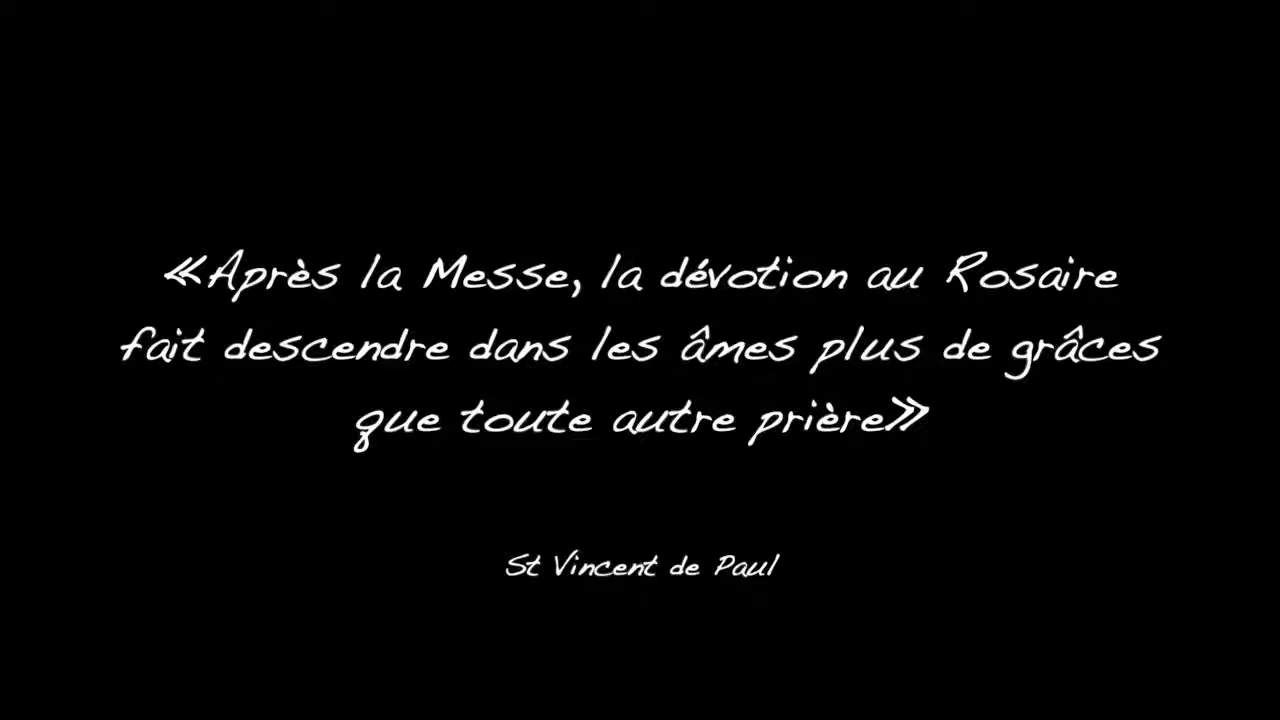 «Après la Messe, la dévotion au Rosaire
fait descendre dans les âmes plus de grâces
que toute autre prière»
St Vincent de Paul